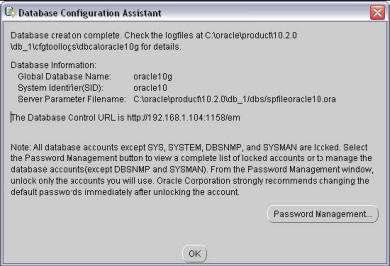 Database Configuration Assistant
Database creation complete. Check the logfiles at C:\oracle\product\10.2.0
\db_1\cfgtoollogs\dbca\oracle10g for details.
Database Information:
Global Database Name: oracle10g
System Identifier(SID): oracle10
Server Parameter Filename: C:\oracle\product\10.2.0\db_1/dbs/spfileoracle10.ora
The Database Control URL is http://192.168.1.104:1158/em
Note: All database accounts except SYS, SYSTEM, DBSNMP, and SYSMAN are locked. Select
the Password Management button to view a complete list of locked accounts or to manage
the database accounts(except DBSNMP and SYSMAN). From the Password Management window,
unlock only the accounts you will use. Oracle Corporation strongly recommends changing the
default passwords immediately after unlocking the account.
Password Management...
OK